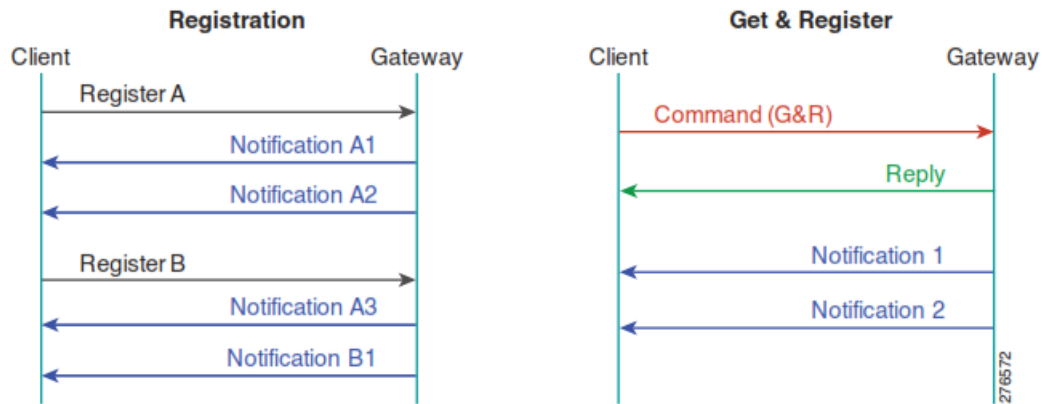 Registration
Client Gateway
Register A
Notification A1
Notification A2
Register B
Notification A3
Notification B1
Get & Register
Client Gateway
Command (G&R)
Reply
Notification 1
Notification 2
276572